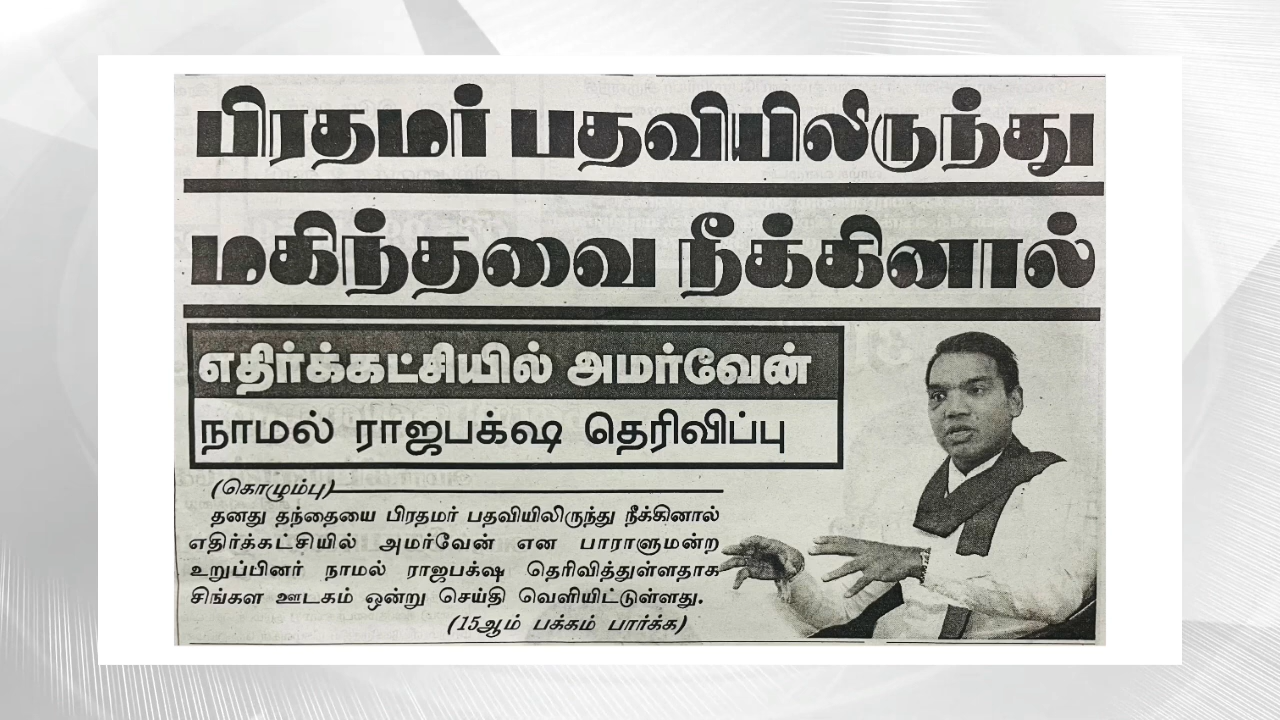 பிரதமர் பதவியிலிருந்து
மகிந்தவை நீக்கினால்
எதிர்க்கட்சியில் அமர்வேன்
நாமல் ராஜபக்ஷ தெரிவிப்பு
(கொழும்பு)
தனது தந்தையை பிரதமர் பதவியிலிருந்து நீக்கினால்
எதிர்க்கட்சியில் அமர்வேன் என பாராளுமன்ற
உறுப்பினர் நாமல் ராஜபக்ஷ தெரிவித்துள்ளதாக
சிங்கள ஊடகம் ஒன்று செய்தி வெளியிட்டுள்ளது.
(15ஆம் பக்கம் பார்க்க)